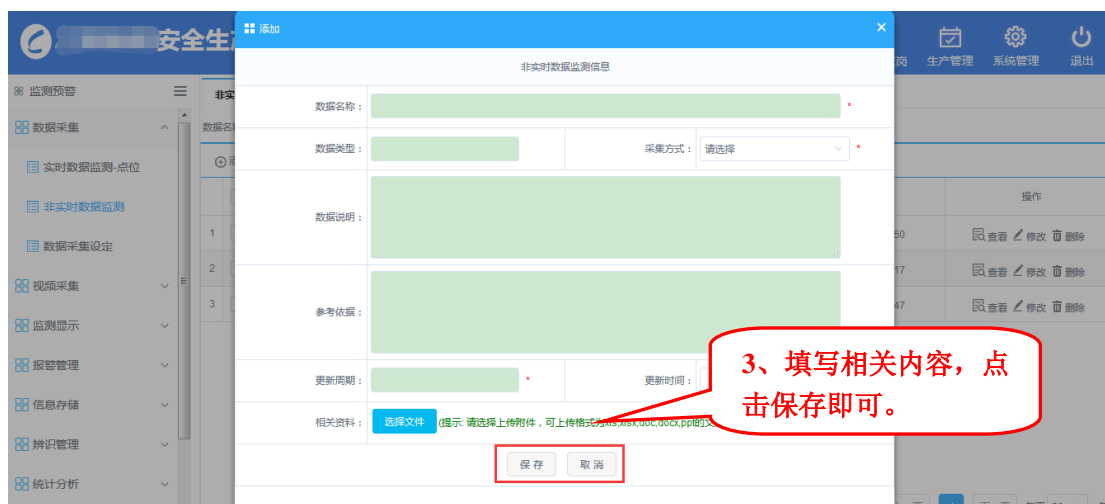 安全生
添加
岗
生产管理
系统管理
退出
监测预警
非实
非实时数据监测信息
数据采集
数据名
数据名称：
*
实时数据监测-点位
数据类型：
采集方式：
请选择
*
非实时数据监测
操作
数据说明：
数据采集设定
1
50
查看 修改 删除
2
17
查看 修改 删除
视频采集
3
47
查看 修改 删除
参考依据：
监测显示
报警管理
更新周期：
*
更新时间：
3、填写相关内容，点
击保存即可。
信息存储
相关资料：
选择文件
(提示: 请选择上传附件，可上传格式为xls,xlsx,doc,docx,ppt的文
辨识管理
保 存
取 消
统计分析